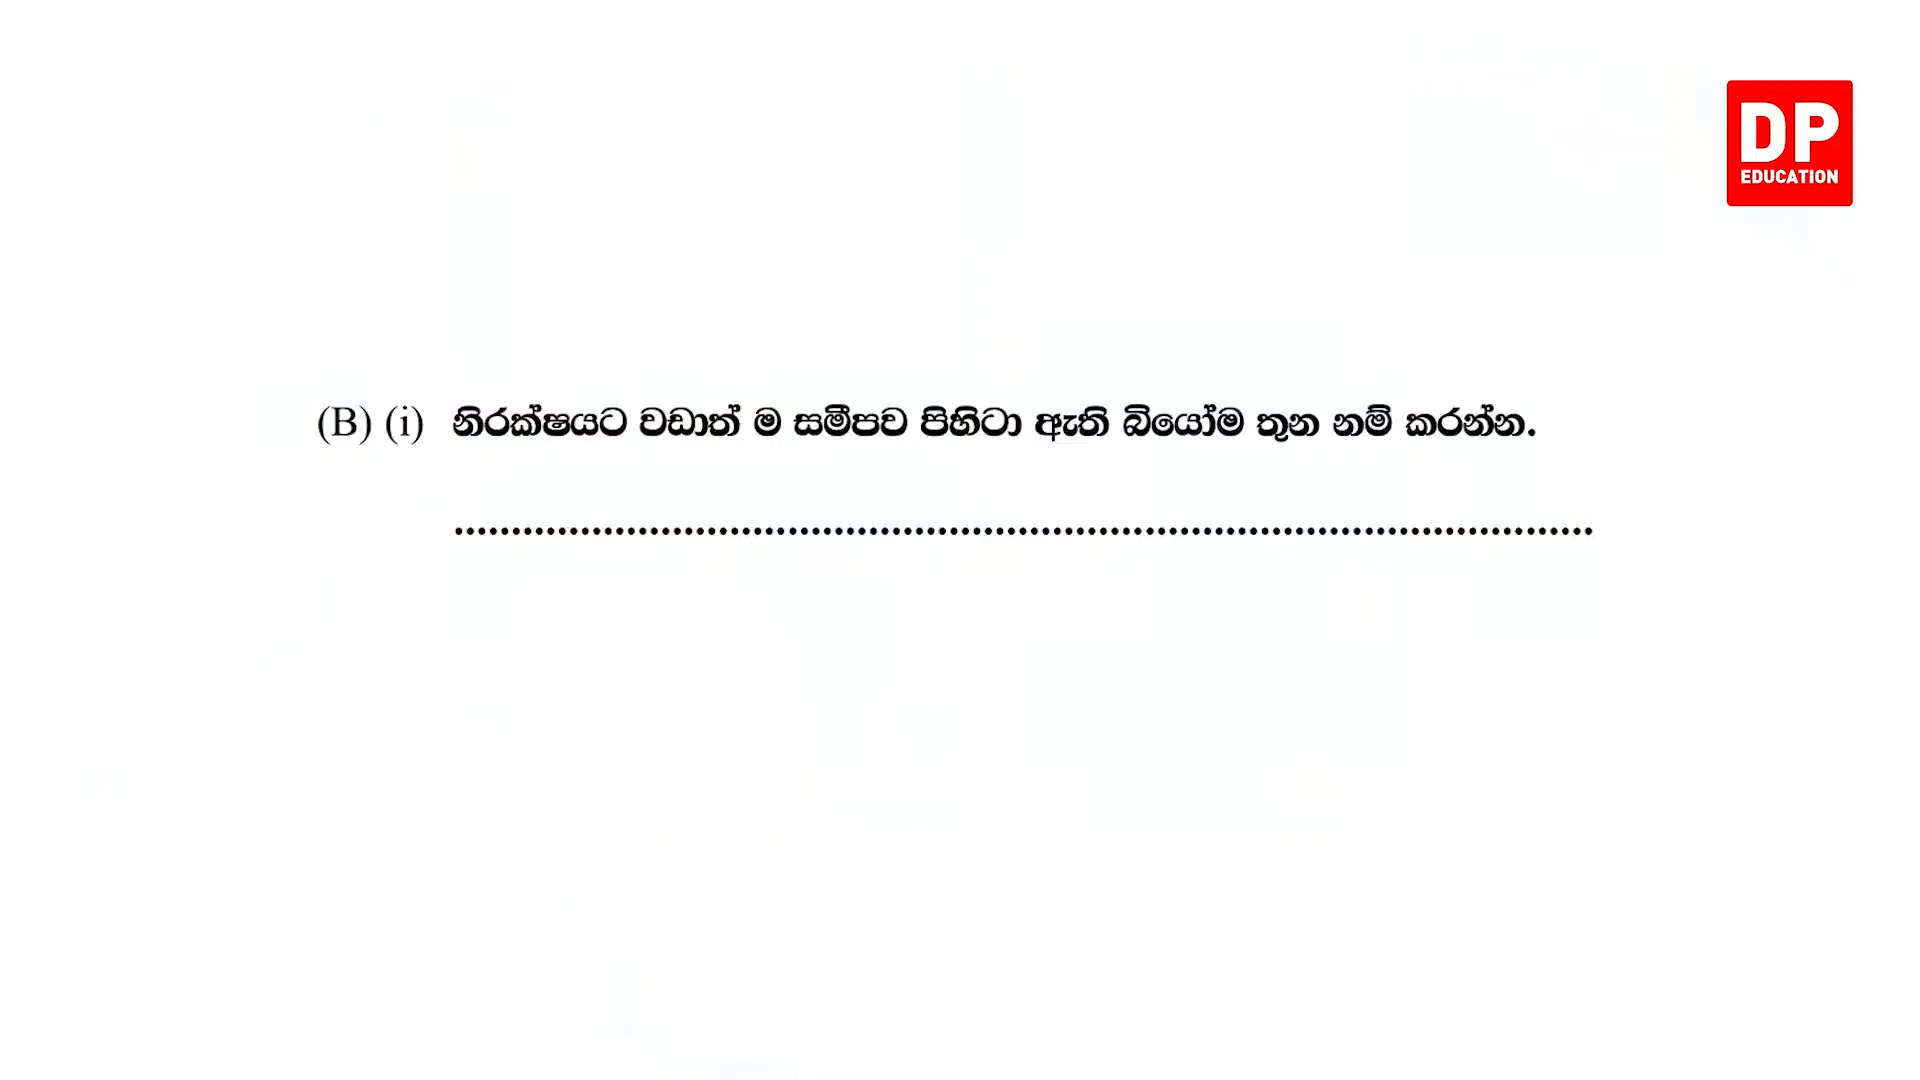 DP
EDUCATION
(B) (i) නිරක්ෂයට වඩාත් ම සමීපව පිහිටා ඇති බියෝම තුන නම් කරන්න.
....................................................................................................